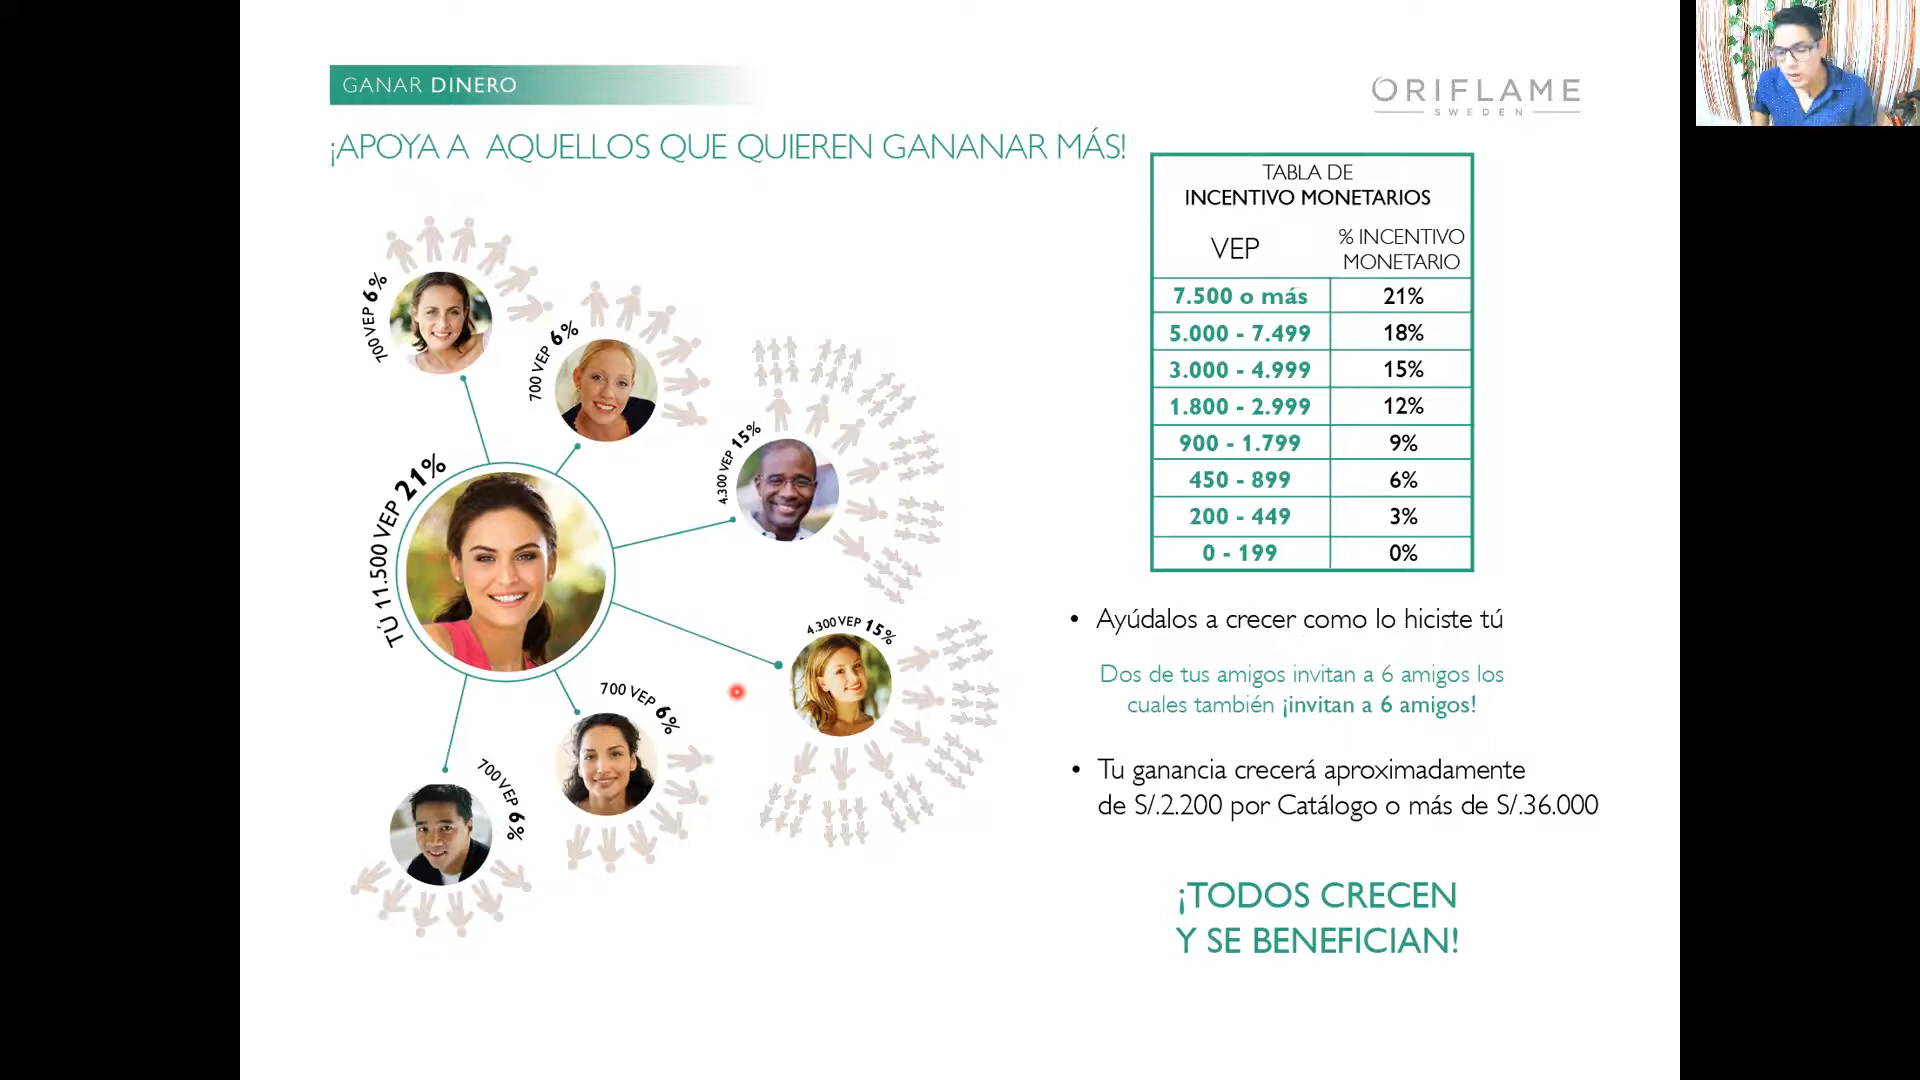 GANAR DINERO
ORIFLAME
SWEDEN
¡APOYA A AQUELLOS QUE QUIEREN GANANAR MÁS!
TABLA DE
INCENTIVO MONETARIOS
VEP
% INCENTIVO
MONETARIO
7.500 o más 21%
5.000 - 7.499 18%
3.000 - 4.999 15%
1.800 - 2.999 12%
900 - 1.799 9%
450 - 899 6%
200 - 449 3%
0 - 199 0%
700 VEP 6%
700 VEP 6%
4.300 VEP 15%
TÚ 11.500 VEP 21%
4.300 VEP 15%
700 VEP 6%
700 VEP 6%
• Ayúdalos a crecer como lo hiciste tú
Dos de tus amigos invitan a 6 amigos los
cuales también ¡invitan a 6 amigos!
• Tu ganancia crecerá aproximadamente
de S/.2.200 por Catálogo o más de S/.36.000
¡TODOS CRECEN
Y SE BENEFICIAN!